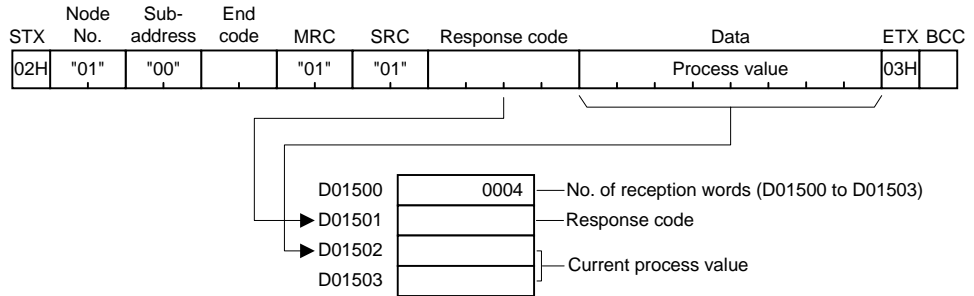 STX Node No. Sub-address End code MRC SRC Response code Data ETX BCC
02H "01" "00" "01" "01" Process value 03H
D01500 0004 No. of reception words (D01500 to D01503)
D01501 Response code
D01502
Current process value
D01503